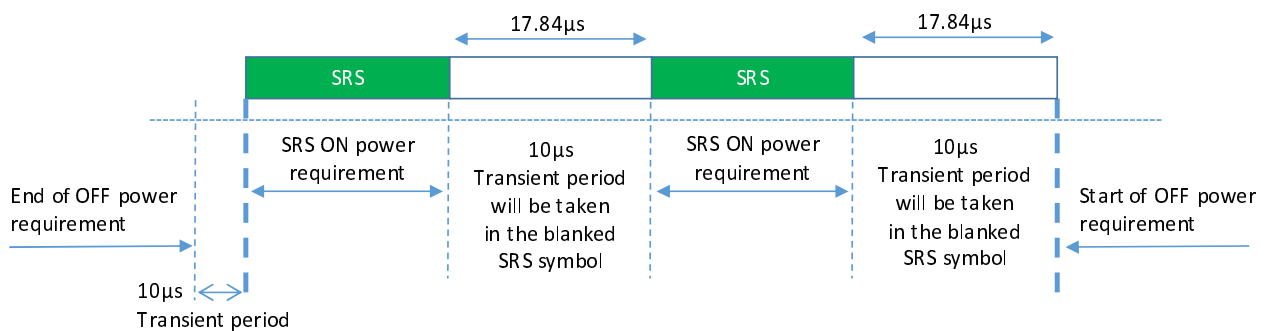 17.84µs
17.84µs
SRS
SRS
SRS ON power
requirement
10µs
Transient period
will be taken
in the blanked
SRS symbol
SRS ON power
requirement
10µs
Transient period
will be taken
in the blanked
SRS symbol
End of OFF power
requirement
Start of OFF power
requirement
10µs
Transient period